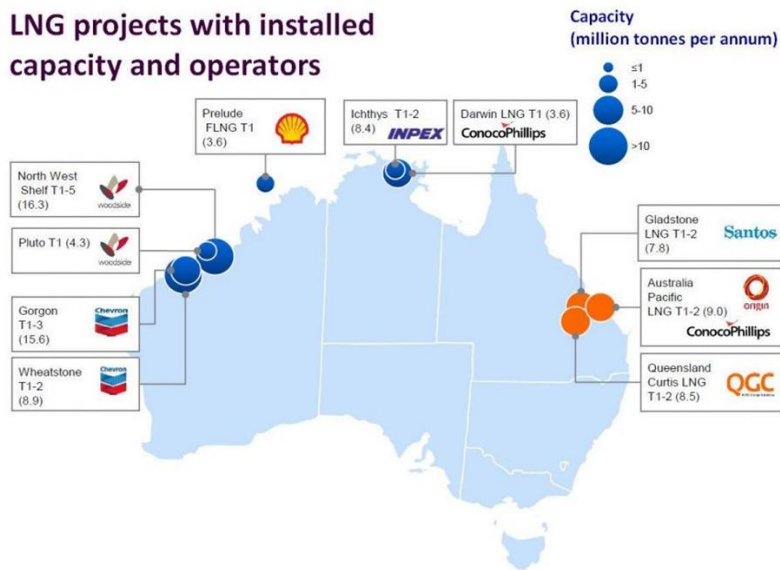 LNG projects with installed
capacity and operators
Capacity
(million tonnes per annum)
≤1
1-5
5-10
>10
Prelude
FLNG T1
(3.6)
Ichthys T1-2
(8.4)
INPEX
Darwin LNG T1 (3.6)
ConocoPhillips
North West
Shelf T1-5
(16.3)
woodside
Pluto T1 (4.3)
woodside
Gorgon
T1-3
(15.6)
Chevron
Wheatstone
T1-2
(8.9)
Chevron
Gladstone
LNG T1-2
(7.8)
Santos
Australia
Pacific
LNG T1-2 (9.0)
origin
ConocoPhillips
Queensland
Curtis LNG
T1-2 (8.5)
QGC